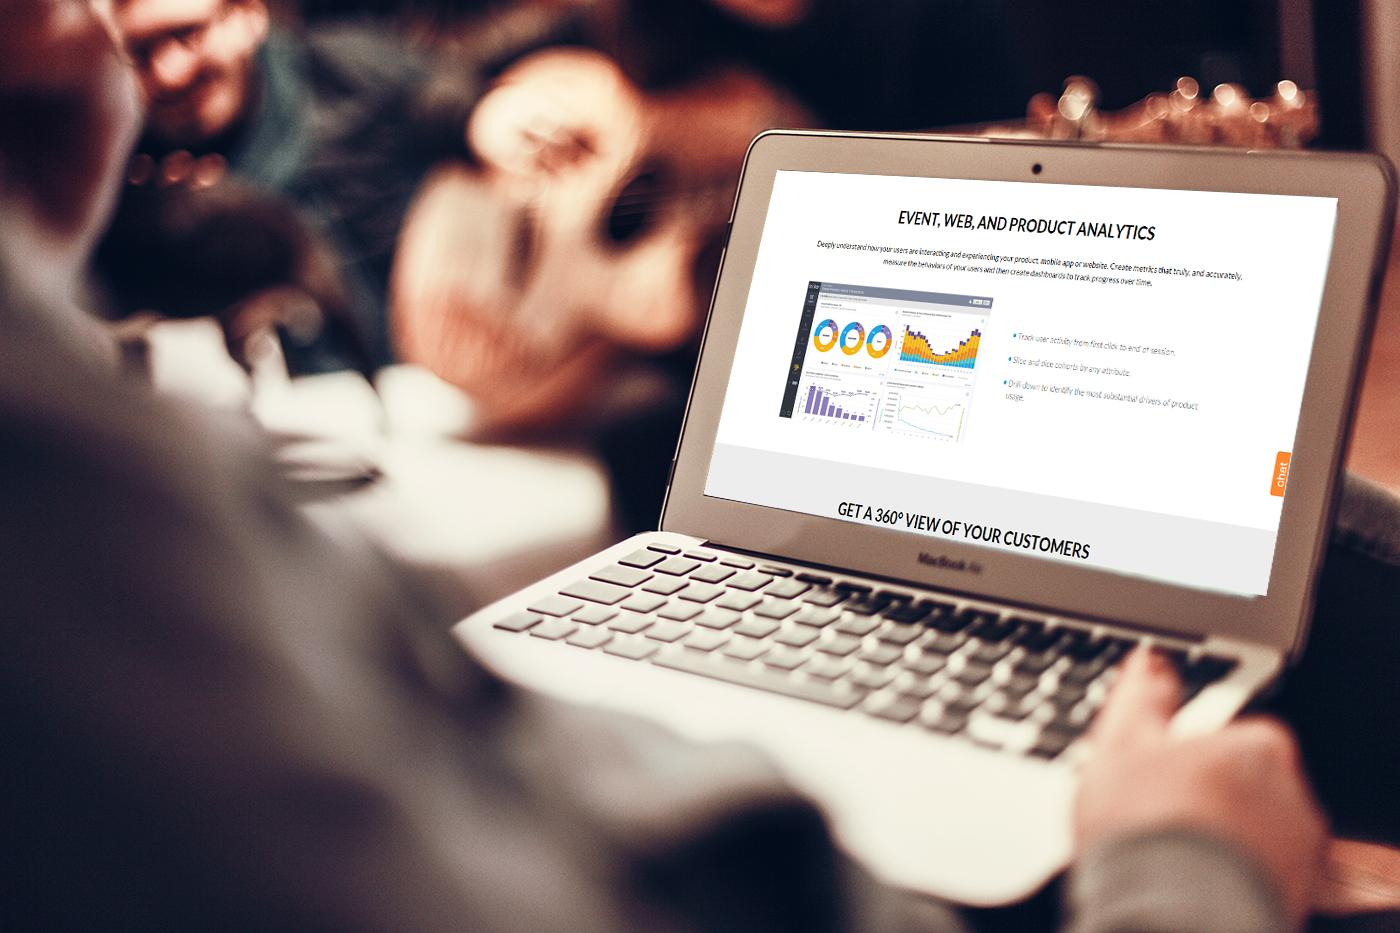 EVENT, WEB, AND PRODUCT ANALYTICS
Deeply understand how your users are interacting and experiencing your product, mobile app or website. Create metrics that truly, and accurately,
measure the behaviors of your users and then create dashboards to track progress over time.
Track user activity from first click to end of session.
Slice and dice cohorts by any attribute.
Drill down to identify the most substantial drivers of product
usage.
chat
GET A 360° VIEW OF YOUR CUSTOMERS
MacBook Air